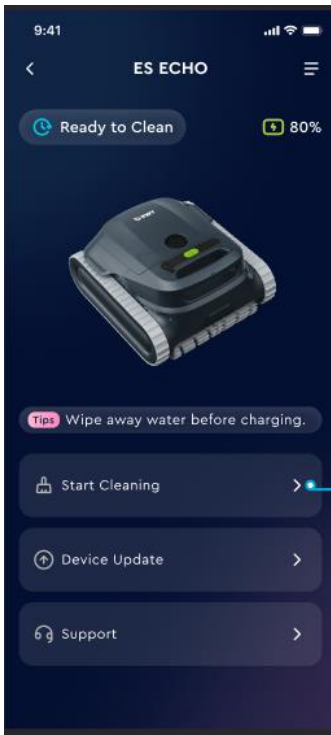 9:41
ES ECHO
Ready to Clean
80%
Tips Wipe away water before charging.
Start Cleaning
Device Update
Support